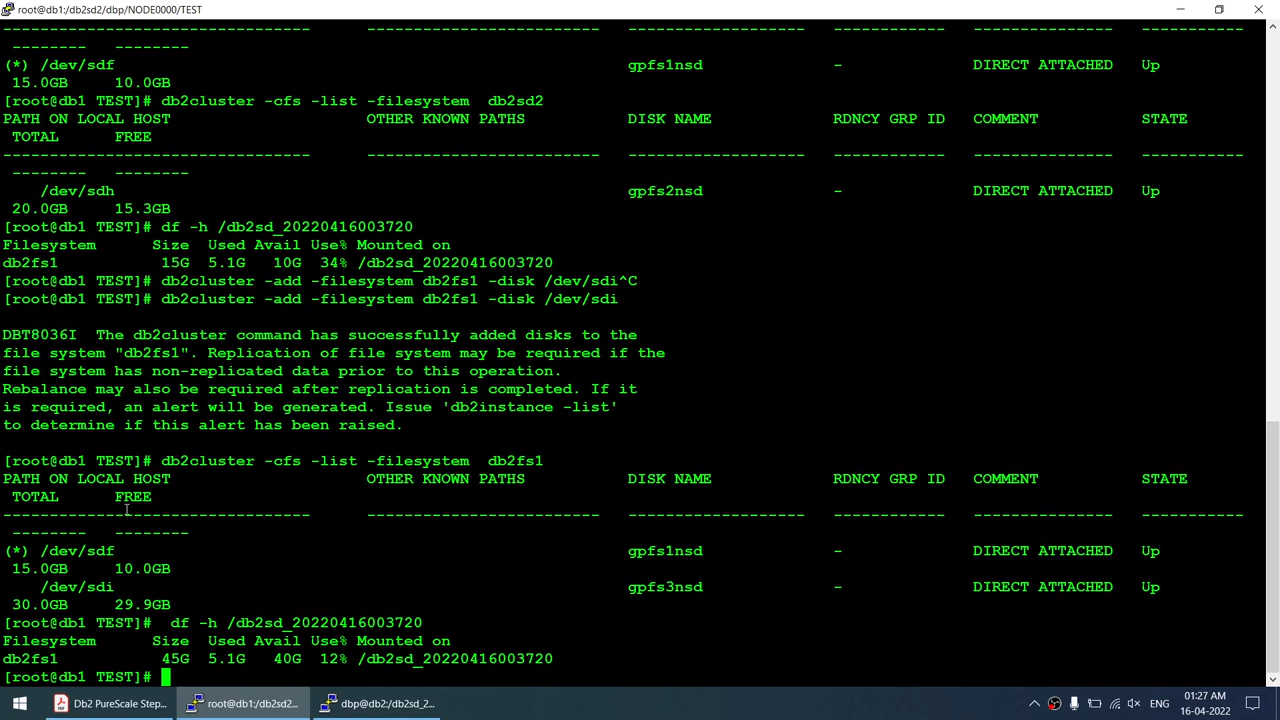 root@db1:/db2sd2/dbp/NODE0000/TEST
--------------------------------- ------------------------- ------------------- ------------ --------------- -----------
-------- --------
(*) /dev/sdf gpfs1nsd - DIRECT ATTACHED Up
15.0GB 10.0GB
[root@db1 TEST]# db2cluster -cfs -list -filesystem  db2sd2
PATH ON LOCAL HOST OTHER KNOWN PATHS DISK NAME RDNCY GRP ID COMMENT STATE
TOTAL FREE
--------------------------------- ------------------------- ------------------- ------------ --------------- -----------
-------- --------
/dev/sdh gpfs2nsd - DIRECT ATTACHED Up
20.0GB 15.3GB
[root@db1 TEST]# df -h /db2sd_20220416003720
Filesystem Size Used Avail Use% Mounted on
db2fs1 15G 5.1G 10G 34% /db2sd_20220416003720
[root@db1 TEST]# db2cluster -add -filesystem db2fs1 -disk /dev/sdi^C
[root@db1 TEST]# db2cluster -add -filesystem db2fs1 -disk /dev/sdi
DBT8036I  The db2cluster command has successfully added disks to the
file system "db2fs1". Replication of file system may be required if the
file system has non-replicated data prior to this operation.
Rebalance may also be required after replication is completed. If it
is required, an alert will be generated. Issue 'db2instance -list'
to determine if this alert has been raised.
[root@db1 TEST]# db2cluster -cfs -list -filesystem  db2fs1
PATH ON LOCAL HOST OTHER KNOWN PATHS DISK NAME RDNCY GRP ID COMMENT STATE
TOTAL FREE
--------------------------------- ------------------------- ------------------- ------------ --------------- -----------
-------- --------
(*) /dev/sdf gpfs1nsd - DIRECT ATTACHED Up
15.0GB 10.0GB
/dev/sdi gpfs3nsd - DIRECT ATTACHED Up
30.0GB 29.9GB
[root@db1 TEST]#  df -h /db2sd_20220416003720
Filesystem Size Used Avail Use% Mounted on
db2fs1 45G 5.1G 40G 12% /db2sd_20220416003720
[root@db1 TEST]#
Db2 PureScale Step... root@db1:/db2sd2... dbp@db2:/db2sd_2... ENG 01:27 AM
16-04-2022